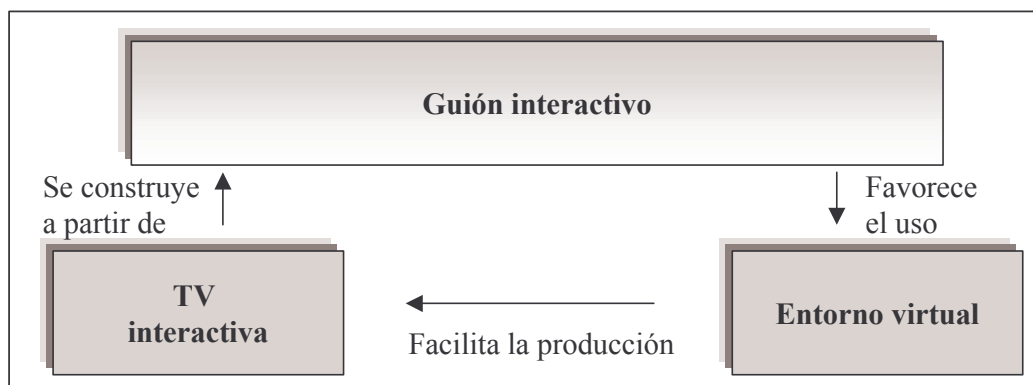 Guión interactivo
Se construye
a partir de
Favorece
el uso
TV
interactiva
Entorno virtual
Facilita la producción